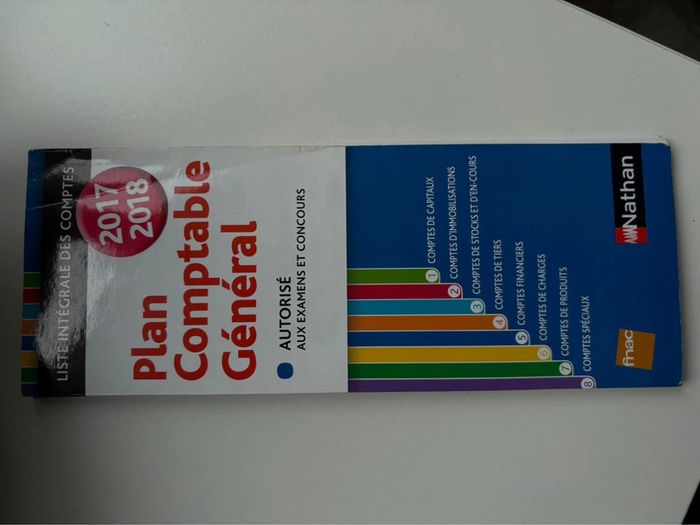 LISTE INTÉGRALE DES COMPTES
2017
2018
Plan
Comptable
Général
AUTORISÉ
AUX EXAMENS ET CONCOURS
1 COMPTES DE CAPITAUX
2 COMPTES D'IMMOBILISATIONS
3 COMPTES DE STOCKS ET D'EN-COURS
4 COMPTES DE TIERS
5 COMPTES FINANCIERS
6 COMPTES DE CHARGES
7 COMPTES DE PRODUITS
8 COMPTES SPÉCIAUX
fnac
Nathan